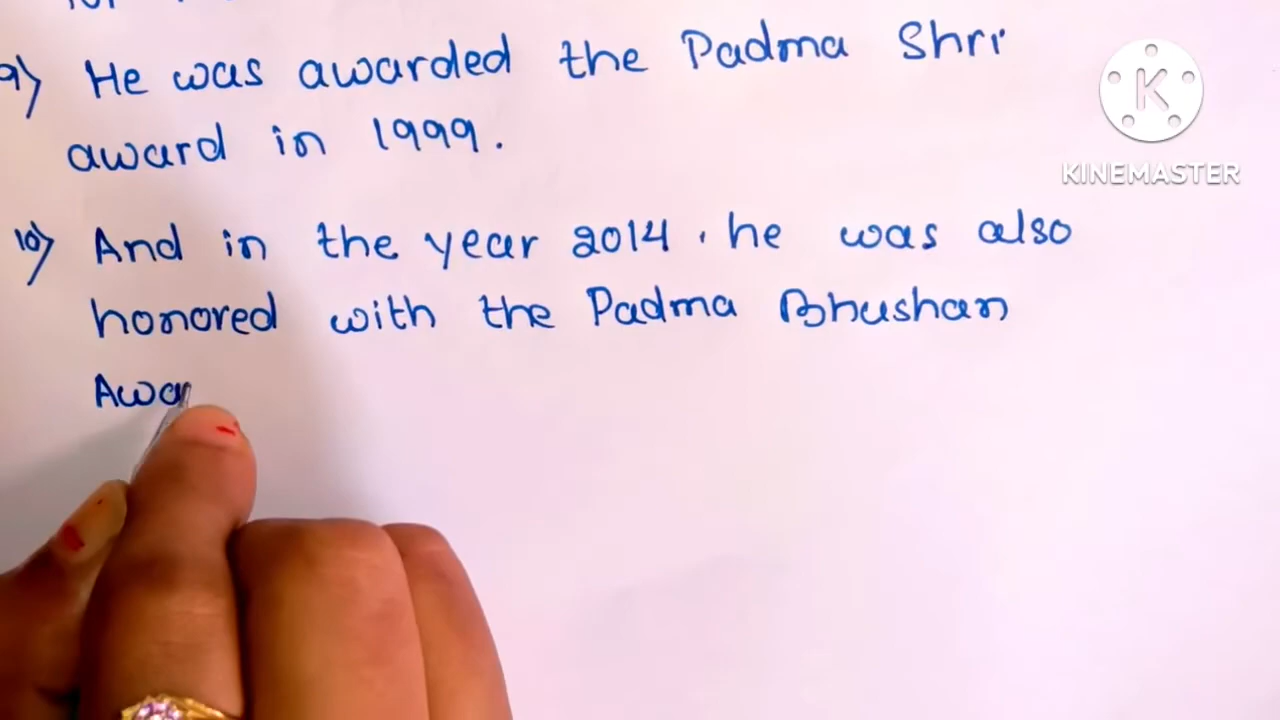 9) He was awarded the Padma Shri
award in 1999.
10) And in the year 2014, he was also
honored with the Padma Bhushan
Awa
K
KINEMASTER